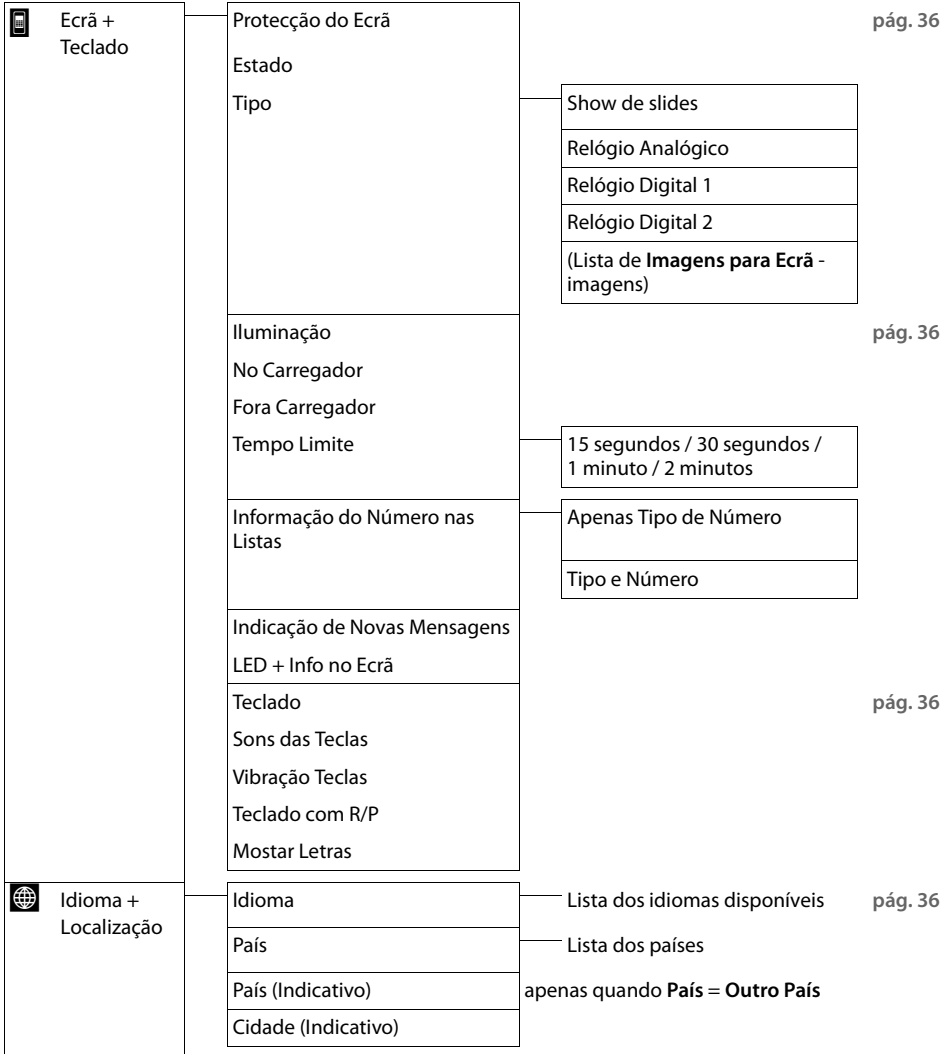 Ecrã +
Teclado
Protecção do Ecrã
pág. 36
Estado
Tipo
Show de slides
Relógio Analógico
Relógio Digital 1
Relógio Digital 2
(Lista de Imagens para Ecrã -
imagens)
Iluminação
pág. 36
No Carregador
Fora Carregador
Tempo Limite
15 segundos / 30 segundos /
1 minuto / 2 minutos
Informação do Número nas
Listas
Apenas Tipo de Número
Tipo e Número
Indicação de Novas Mensagens
LED + Info no Ecrã
Teclado
pág. 36
Sons das Teclas
Vibração Teclas
Teclado com R/P
Mostar Letras
Idioma +
Localização
Idioma
Lista dos idiomas disponíveis
pág. 36
País
Lista dos países
País (Indicativo)
apenas quando País = Outro País
Cidade (Indicativo)